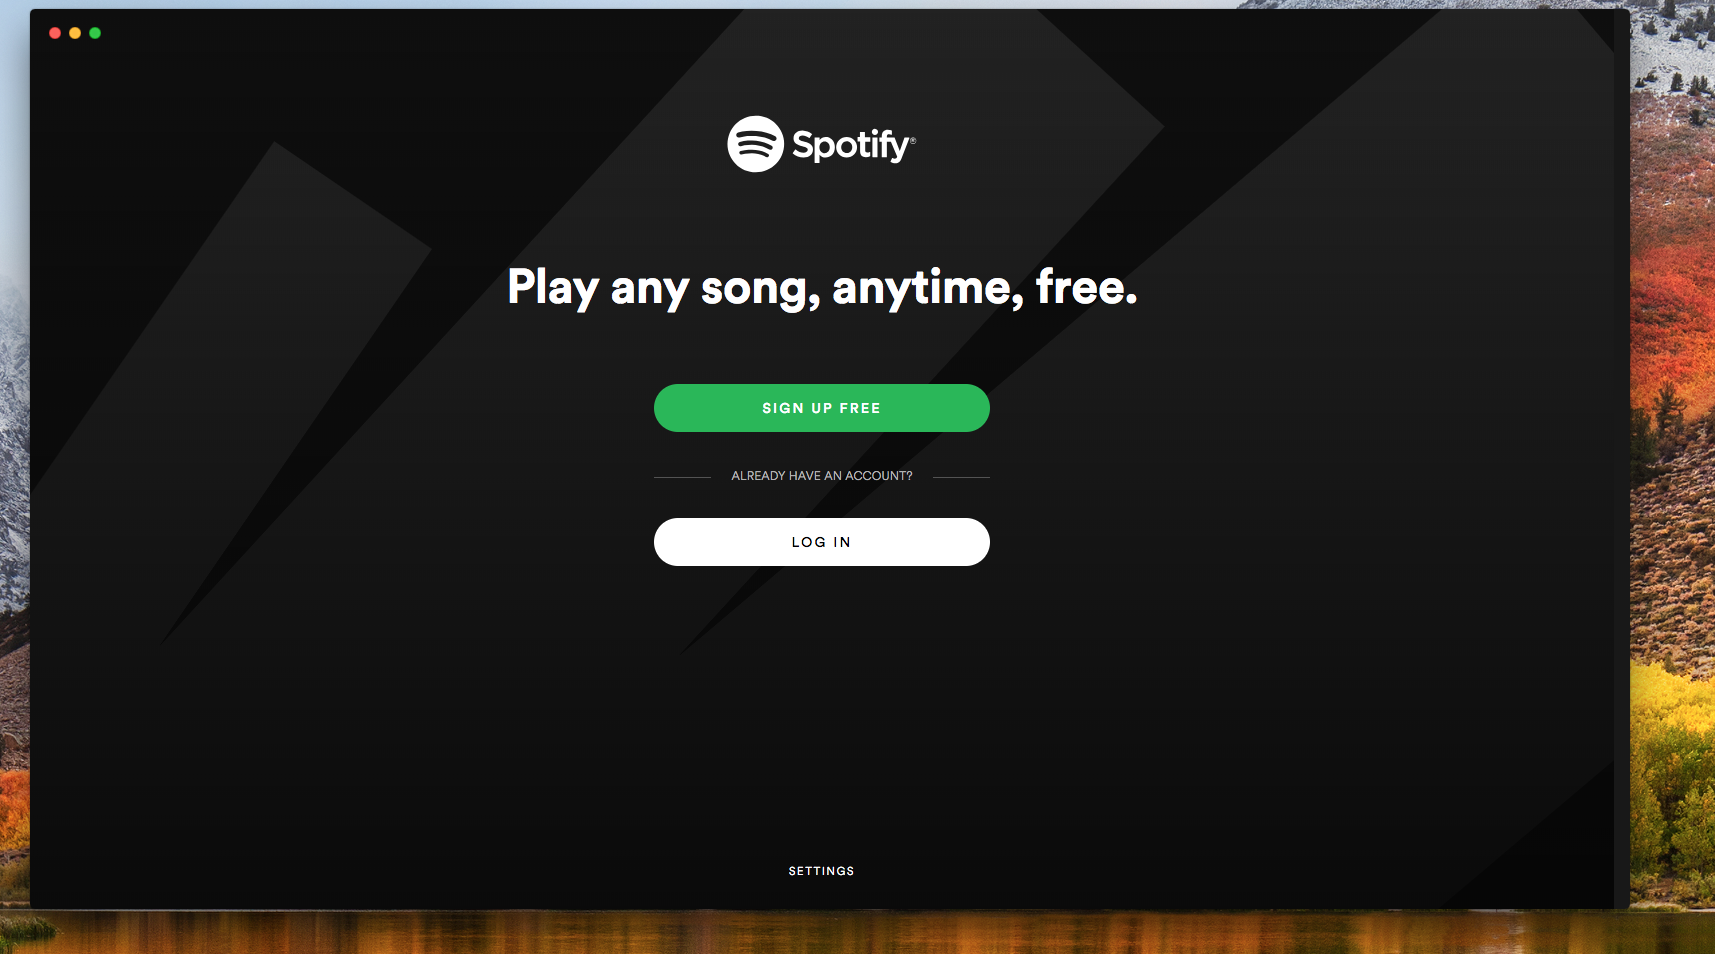 Spotify®
Play any song, anytime, free.
SIGN UP FREE
ALREADY HAVE AN ACCOUNT?
LOG IN
SETTINGS